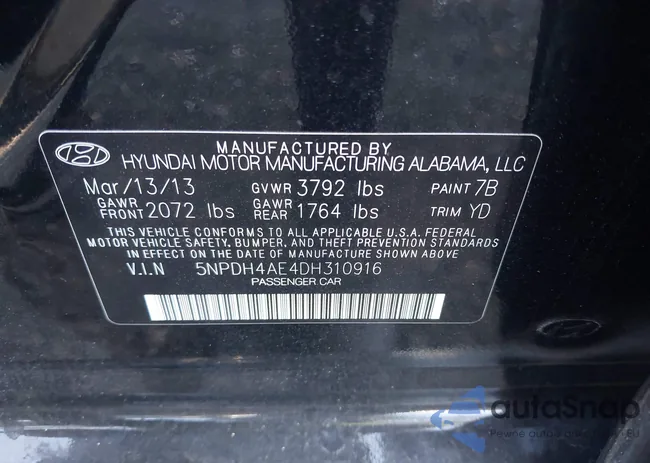 MANUFACTURED BY
HYUNDAI MOTOR MANUFACTURING ALABAMA, LLC
Mar/13/13 GVWR 3792 lbs PAINT 7B
GAWR FRONT 2072 lbs GAWR REAR 1764 lbs TRIM YD
THIS VEHICLE CONFORMS TO ALL APPLICABLE U.S.A. FEDERAL
MOTOR VEHICLE SAFETY, BUMPER, AND THEFT PREVENTION STANDARDS
IN EFFECT ON THE DATE OF MANUFACTURE SHOWN ABOVE
V.I.N 5NPDH4AE4DH310916
PASSENGER CAR
autoSnap
Pewne auta